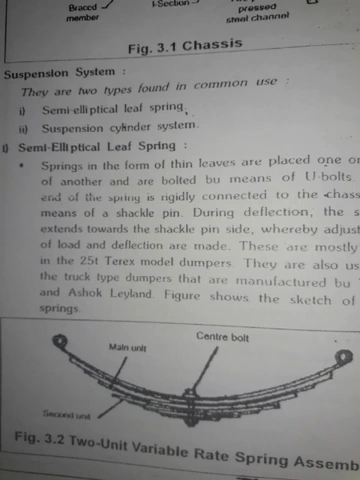 Braced
I-Section
member
pressed
steel channel
Fig. 3.1 Chassis
Suspension System :
They are two types found in common use :
i) Semi-elliptical leaf spring.
ii) Suspension cylinder system.
i) Semi-Elliptical Leaf Spring :
• Springs in the form of thin leaves are placed one on
of another and are bolted bu means of U-bolts.
end of the spring is rigidly connected to the chass
means of a shackle pin. During deflection, the s
extends towards the shackle pin side, whereby adjust
of load and deflection are made. These are mostly
in the 25t Terex model dumpers. They are also us
the truck type dumpers that are manufactured bu
and Ashok Leyland. Figure shows the sketch of
springs.
Centre bolt
Main unit
Second unit
Fig. 3.2 Two-Unit Variable Rate Spring Assemb